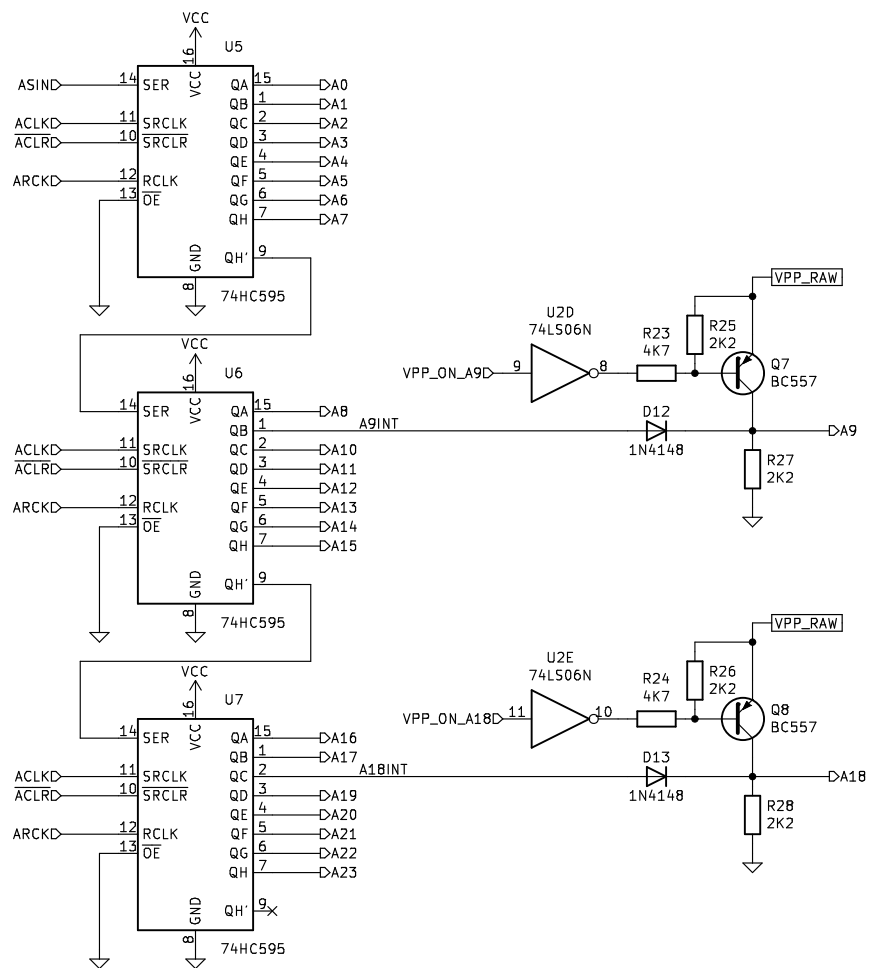 VCC
16
U5
ASIN 14 SER VCC QA 15 A0
QB 1 A1
ACLK 11 SRCLK QC 2 A2
ACLR 10 SRCLR QD 3 A3
QE 4 A4
ARCK 12 RCLK QF 5 A5
13 OE QG 6 A6
QH 7 A7
GND QH' 9
8 74HC595
VCC
16
U6
14 SER VCC QA 15 A8
QB 1 A9INT
ACLK 11 SRCLK QC 2 A10
ACLR 10 SRCLR QD 3 A11
QE 4 A12
ARCK 12 RCLK QF 5 A13
13 OE QG 6 A14
QH 7 A15
GND QH' 9
8 74HC595
VCC
16
U7
14 SER VCC QA 15 A16
QB 1 A17
ACLK 11 SRCLK QC 2 A18INT
ACLR 10 SRCLR QD 3 A19
QE 4 A20
ARCK 12 RCLK QF 5 A21
13 OE QG 6 A22
QH 7 A23
GND QH' 9
8 74HC595
VPP_RAW
U2D
74LS06N
R23
4K7
R25
2K2
VPP_ON_A9 9 8
Q7
BC557
D12
1N4148
A9
R27
2K2
VPP_RAW
U2E
74LS06N
R24
4K7
R26
2K2
VPP_ON_A18 11 10
Q8
BC557
D13
1N4148
A18
R28
2K2